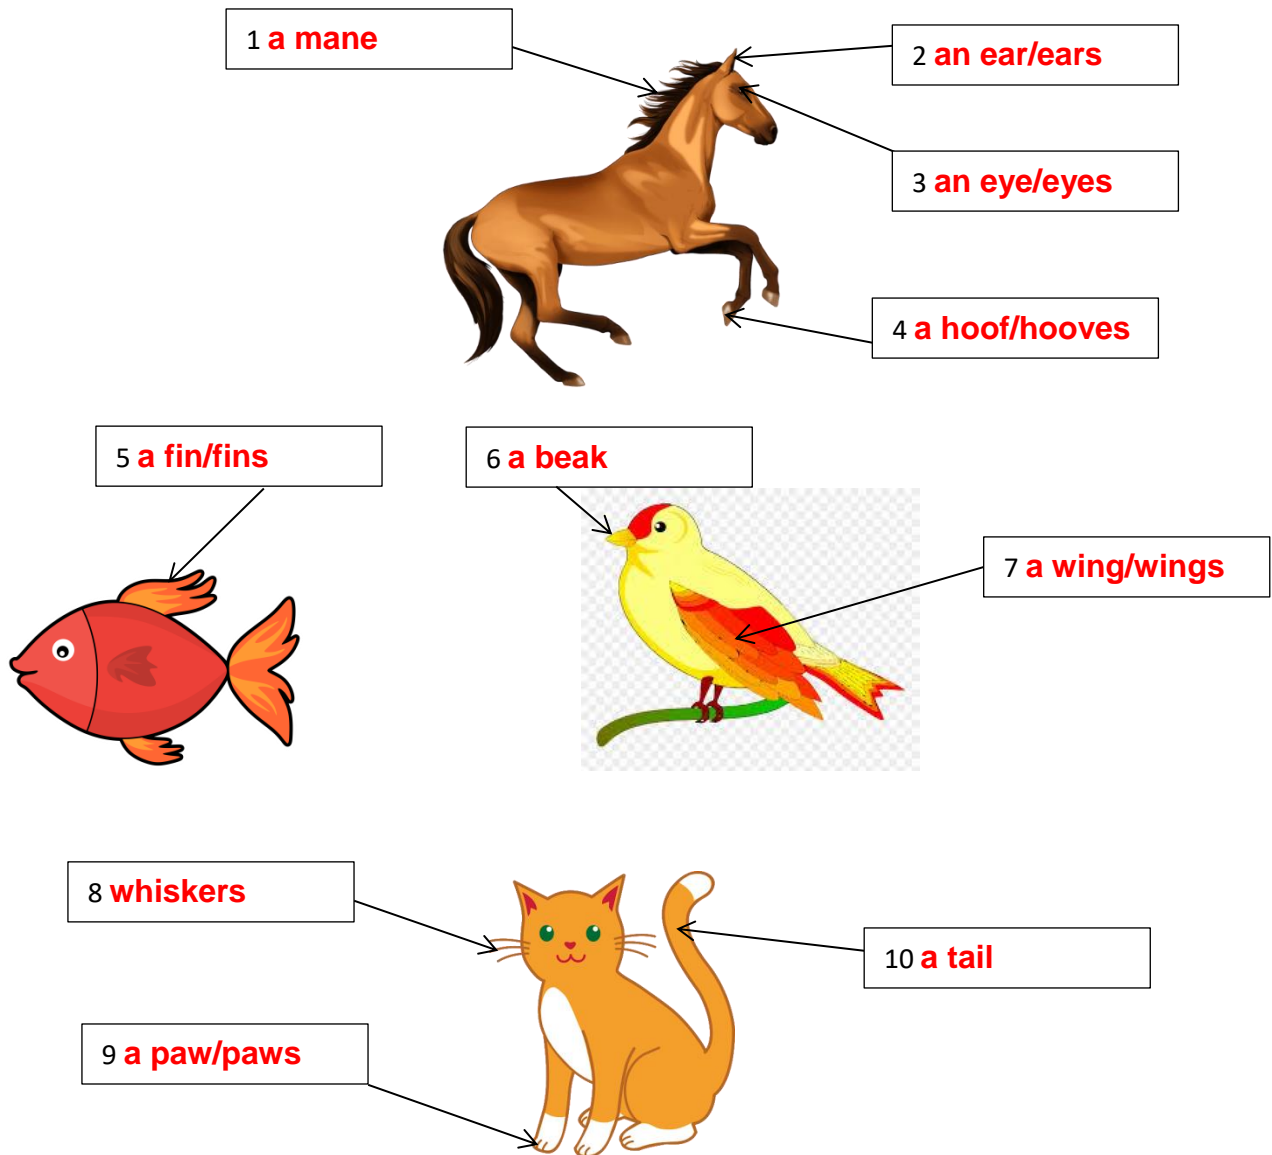 1 a mane
2 an ear/ears
3 an eye/eyes
4 a hoof/hooves
5 a fin/fins
6 a beak
7 a wing/wings
8 whiskers
9 a paw/paws
10 a tail